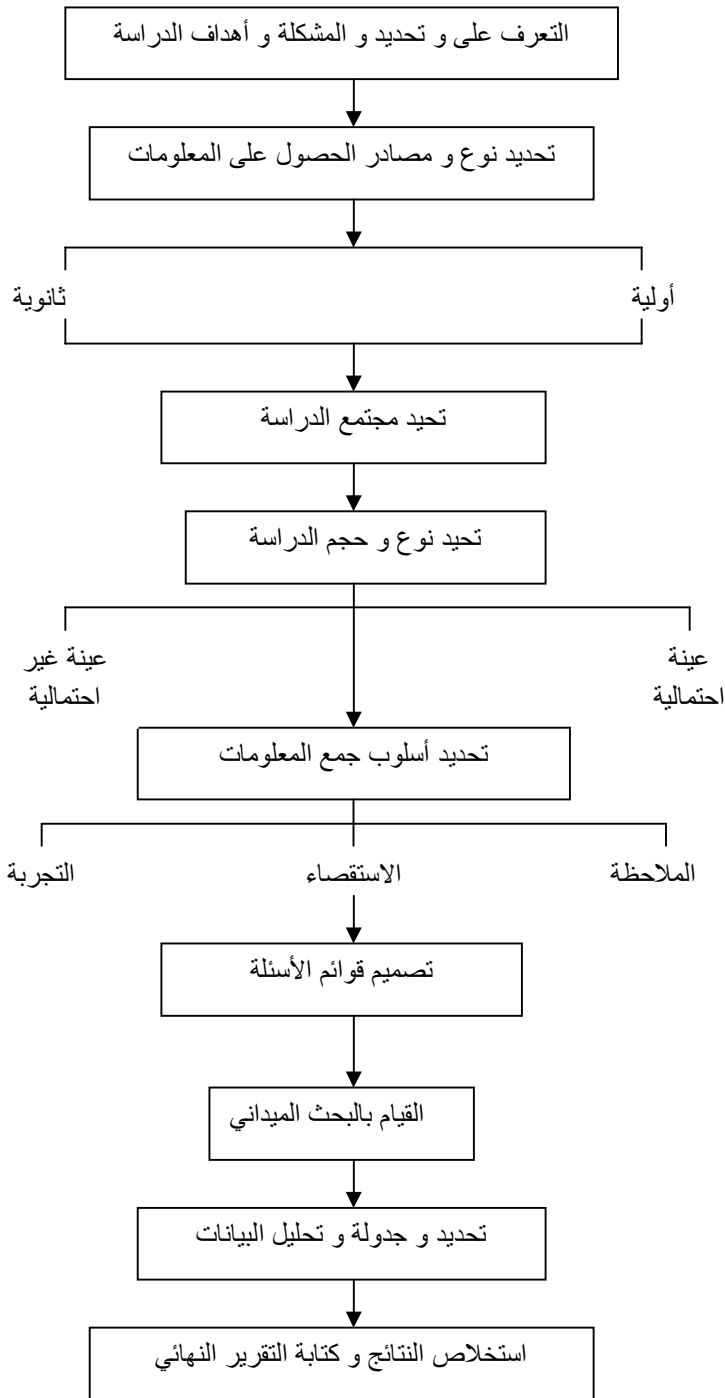 التعرف على و تحديد و المشكلة و أهداف الدراسة
تحديد نوع و مصادر الحصول على المعلومات
أولية
ثانوية
تحيد مجتمع الدراسة
تحيد نوع و حجم الدراسة
عينة
احتمالية
عينة غير
احتمالية
تحديد أسلوب جمع المعلومات
الملاحظة
الاستقصاء
التجربة
تصميم قوائم الأسئلة
القيام بالبحث الميداني
تحديد و جدولة و تحليل البيانات
استخلاص النتائج و كتابة التقرير النهائي